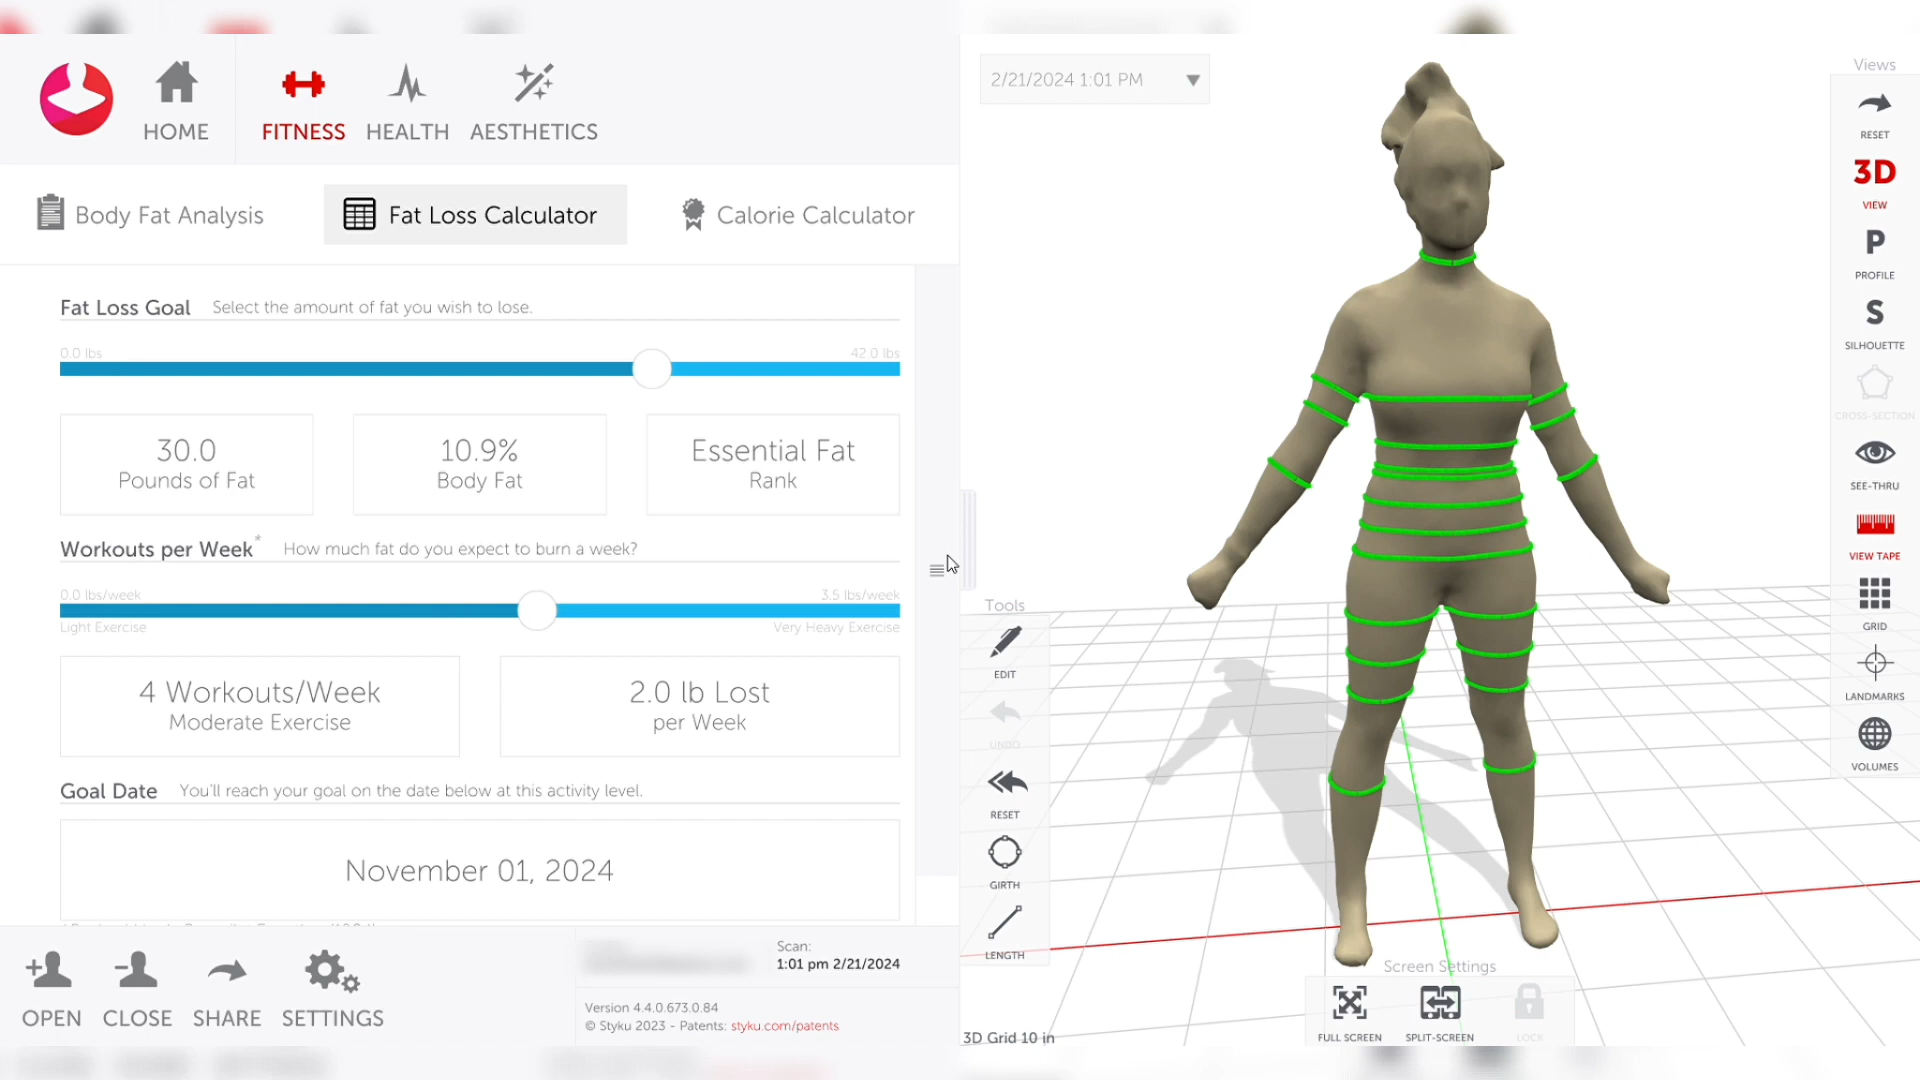 HOME
FITNESS
HEALTH
AESTHETICS
Body Fat Analysis
Fat Loss Calculator
Calorie Calculator
Fat Loss Goal Select the amount of fat you wish to lose.
0.0 lbs 42.0 lbs
30.0
Pounds of Fat
10.9%
Body Fat
Essential Fat
Rank
Workouts per Week* How much fat do you expect to burn a week?
0.0 lbs/week 3.5 lbs/week
Light Exercise Very Heavy Exercise
4 Workouts/Week
Moderate Exercise
2.0 lb Lost
per Week
Goal Date You'll reach your goal on the date below at this activity level.
November 01, 2024
OPEN
CLOSE
SHARE
SETTINGS
Scan:
1:01 pm 2/21/2024
Version 4.4.0.673.0.84
© Styku 2023 - Patents: styku.com/patents
2/21/2024 1:01 PM
Tools
EDIT
UNDO
RESET
GIRTH
LENGTH
3D Grid 10 in
Screen Settings
FULL SCREEN
SPLIT-SCREEN
LOCK
Views
RESET
3D
VIEW
P
PROFILE
S
SILHOUETTE
CROSS-SECTION
SEE-THRU
VIEW TAPE
GRID
LANDMARKS
VOLUMES